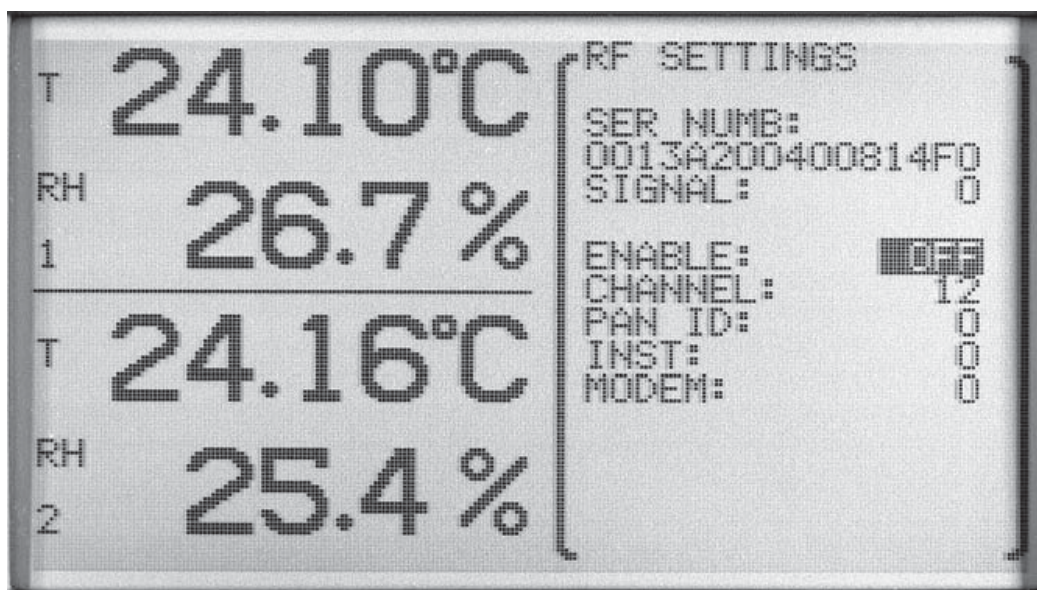 T 24.10°C
RH 26.7 %
1
T 24.16°C
RH 25.4 %
2
RF SETTINGS
SER NUMB:
0013A200400814F0
SIGNAL: 0
ENABLE: OFF
CHANNEL: 12
PAN ID: 0
INST: 0
MODEM: 0